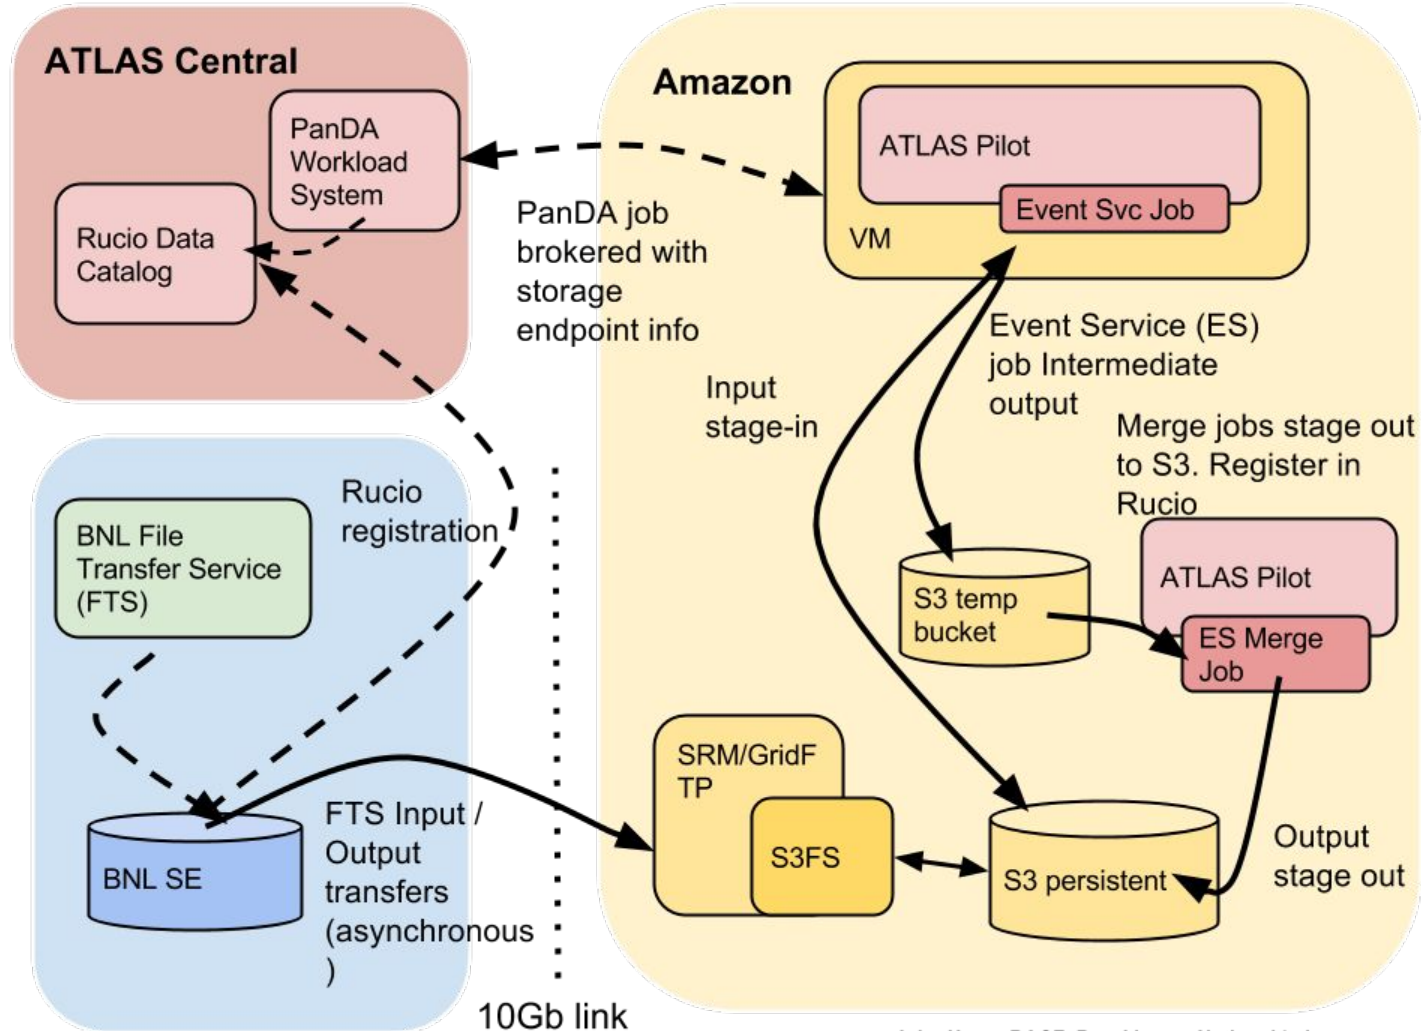 ATLAS Central
PanDA
Workload
System
Rucio Data
Catalog
PanDA job
brokered with
storage
endpoint info
Amazon
ATLAS Pilot
Event Svc Job
VM
Event Service (ES)
job Intermediate
output
Input
stage-in
Merge jobs stage out
to S3. Register in
Rucio
ATLAS Pilot
ES Merge
Job
S3 temp
bucket
Rucio
registration
BNL File
Transfer Service
(FTS)
BNL SE
FTS Input /
Output
transfers
(asynchronous
)
SRM/GridF
TP
S3FS
S3 persistent
Output
stage out
10Gb link